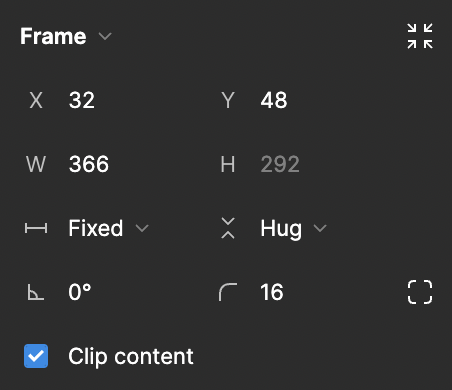 Frame
X 32 Y 48
W 366 H 292
Fixed Hug
0° 16
Clip content